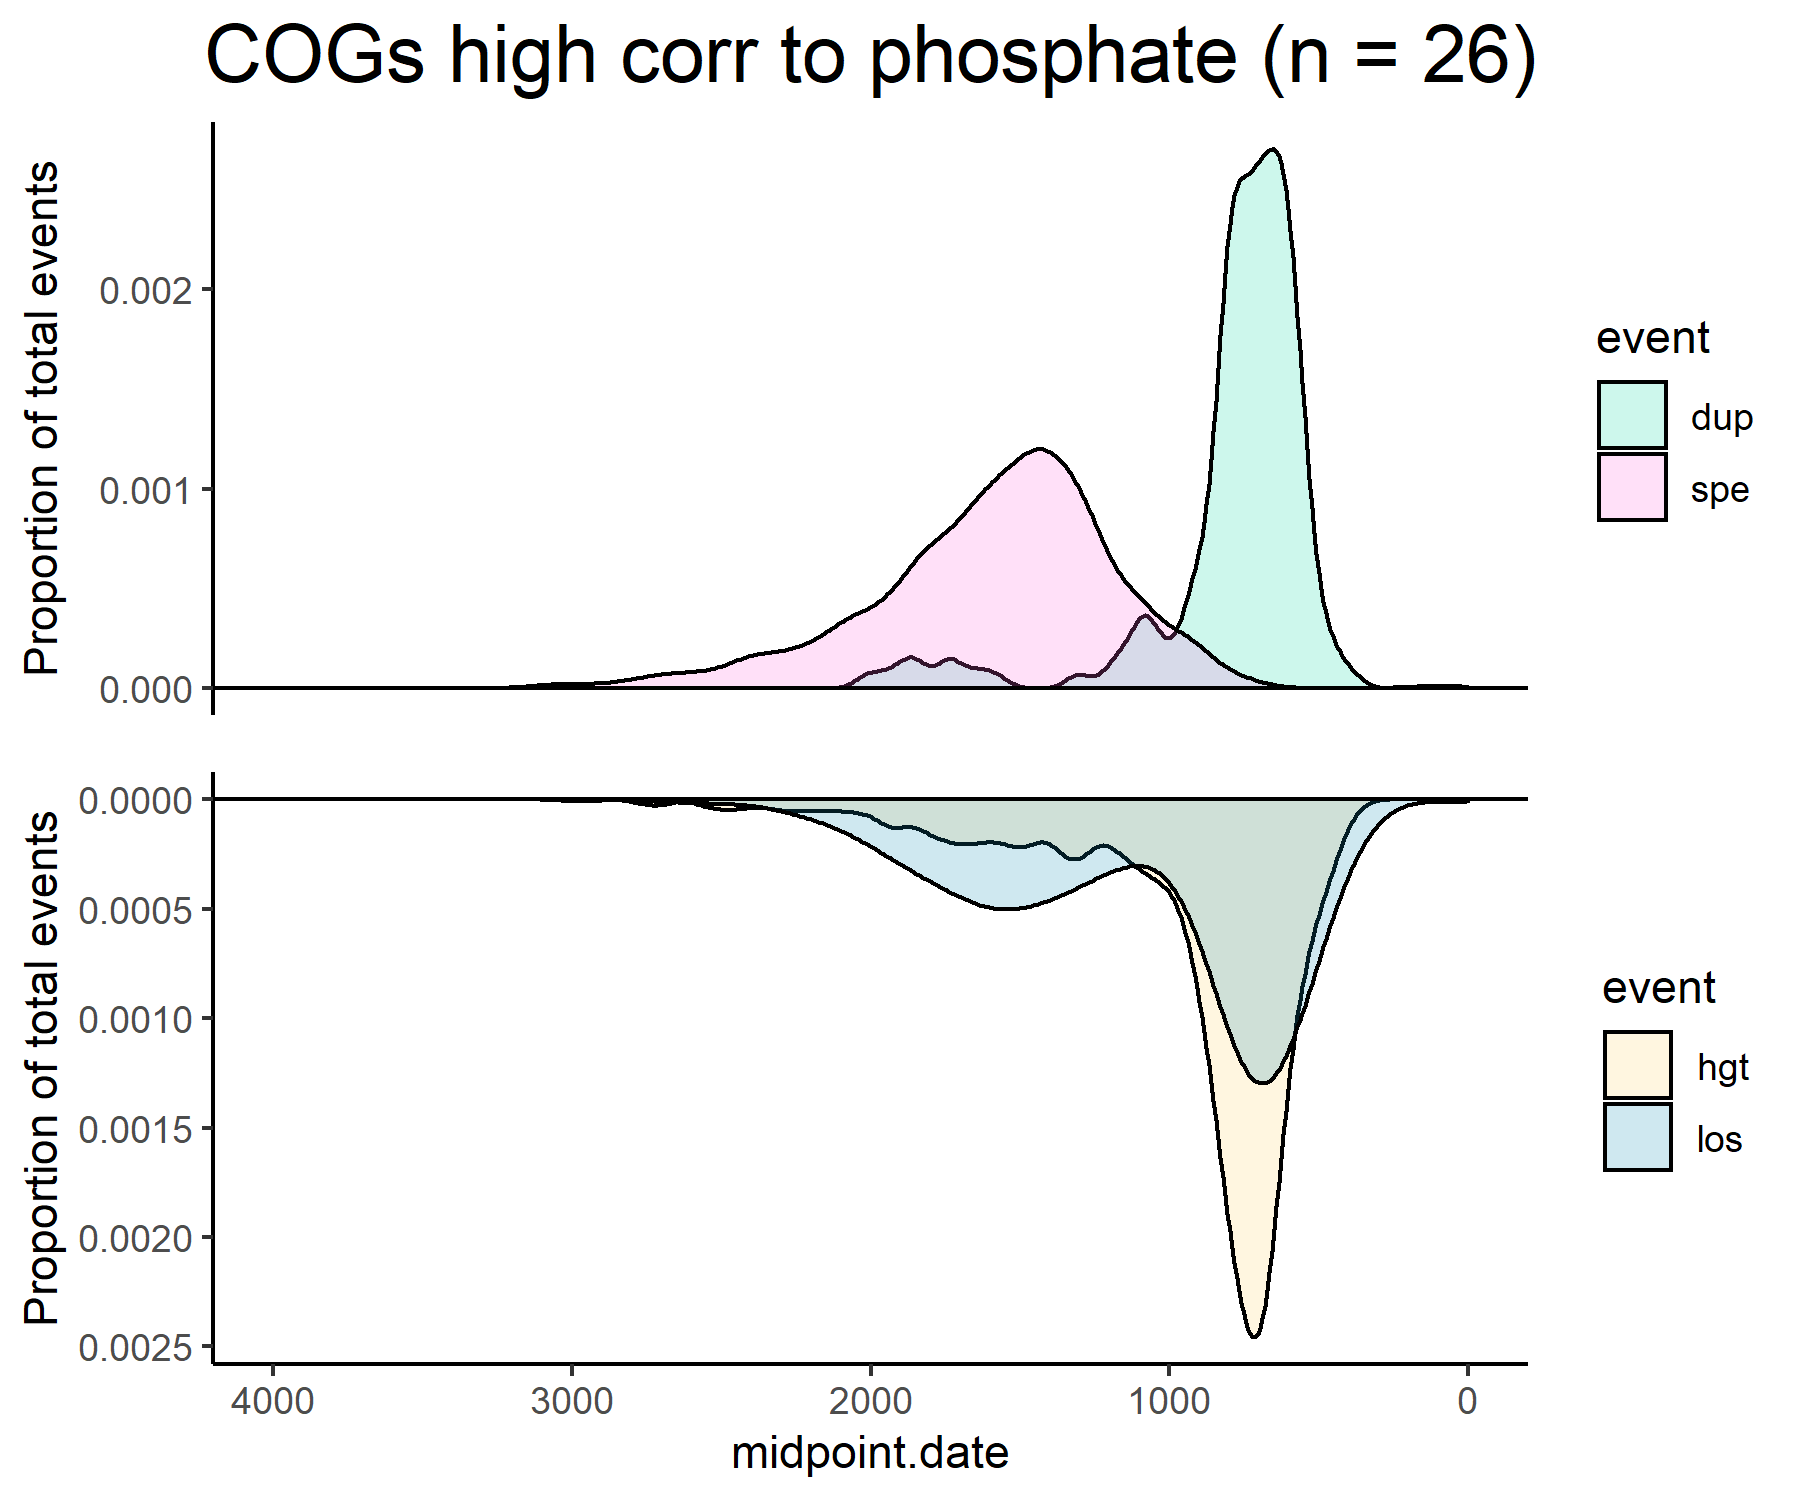 COGs high corr to phosphate (n = 26)
Proportion of total events
0.002
0.001
0.000
event
dup
spe
Proportion of total events
0.0000
0.0005
0.0010
0.0015
0.0020
0.0025
event
hgt
los
4000 3000 2000 1000 0
midpoint.date